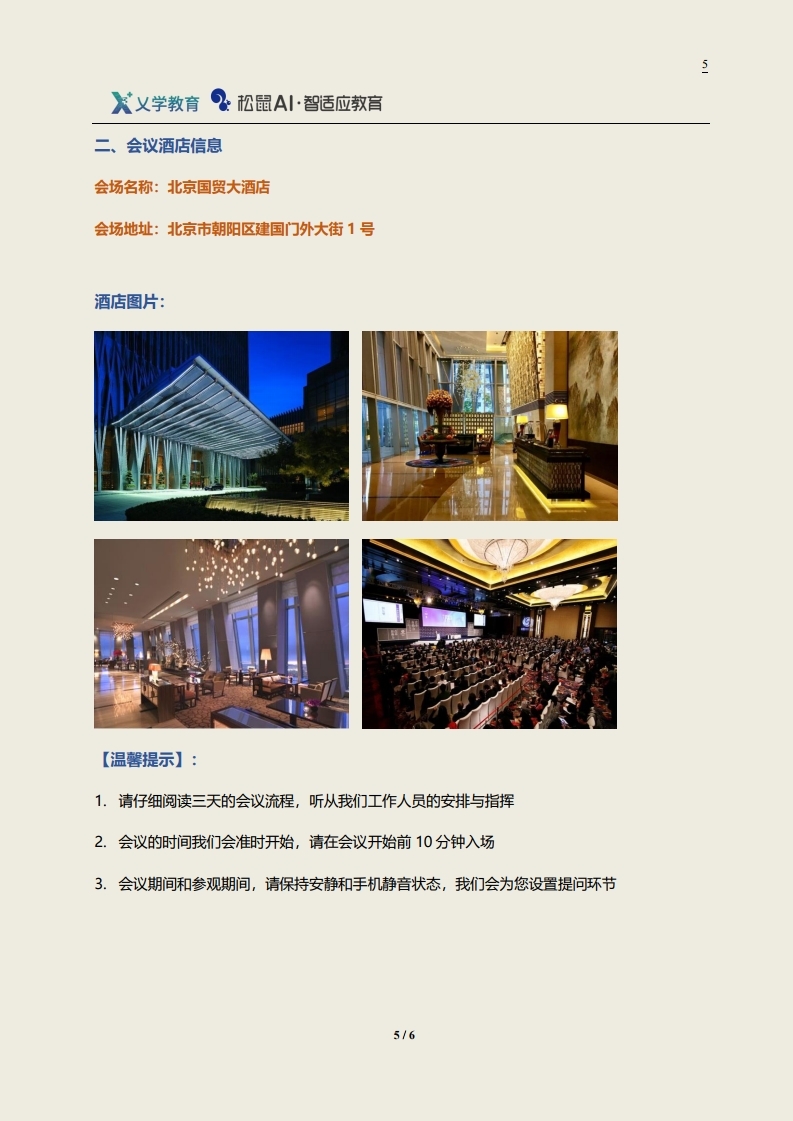 5
乂学教育 松鼠AI·智适应教育
二、会议酒店信息
会场名称：北京国贸大酒店
会场地址：北京市朝阳区建国门外大街 1 号
酒店图片：
【温馨提示】：
1. 请仔细阅读三天的会议流程，听从我们工作人员的安排与指挥
2. 会议的时间我们会准时开始，请在会议开始前 10 分钟入场
3. 会议期间和参观期间，请保持安静和手机静音状态，我们会为您设置提问环节
5 / 6